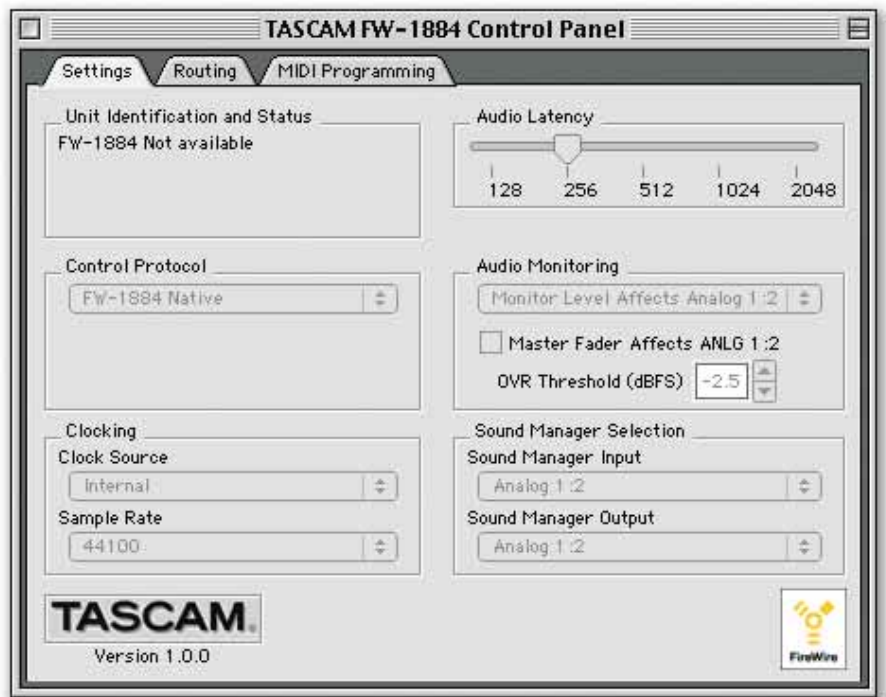 TASCAM FW-1884 Control Panel
Settings
Routing
MIDI Programming
Unit Identification and Status
FW-1884 Not available
Audio Latency
128 256 512 1024 2048
Control Protocol
FW-1884 Native
Audio Monitoring
Monitor Level Affects Analog 1:2
Master Fader Affects ANLG 1:2
OVR Threshold (dBFS) -2.5
Clocking
Clock Source
Internal
Sample Rate
44100
Sound Manager Selection
Sound Manager Input
Analog 1:2
Sound Manager Output
Analog 1:2
TASCAM.
Version 1.0.0
FireWire